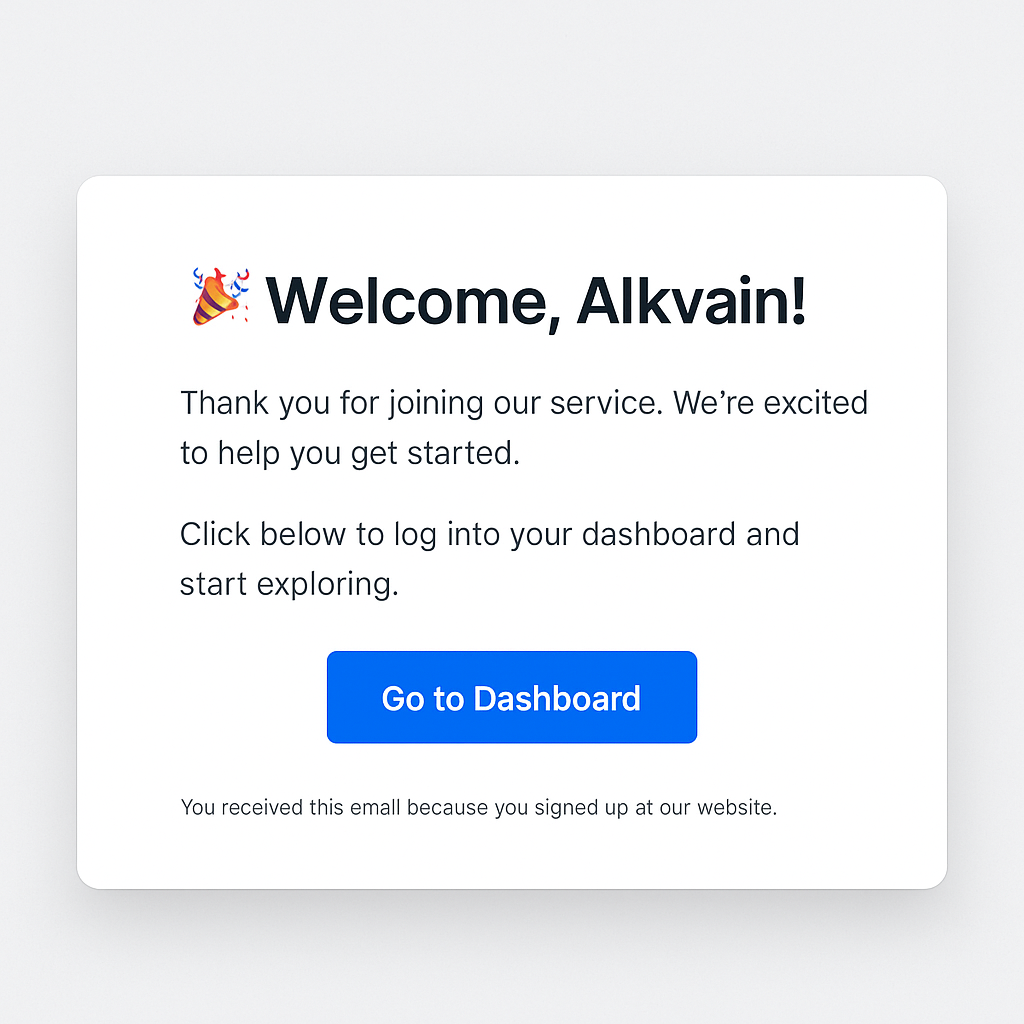 🎉 Welcome, Alkvain!
Thank you for joining our service. We’re excited
to help you get started.
Click below to log into your dashboard and
start exploring.
Go to Dashboard
You received this emall because you signed up at our website.